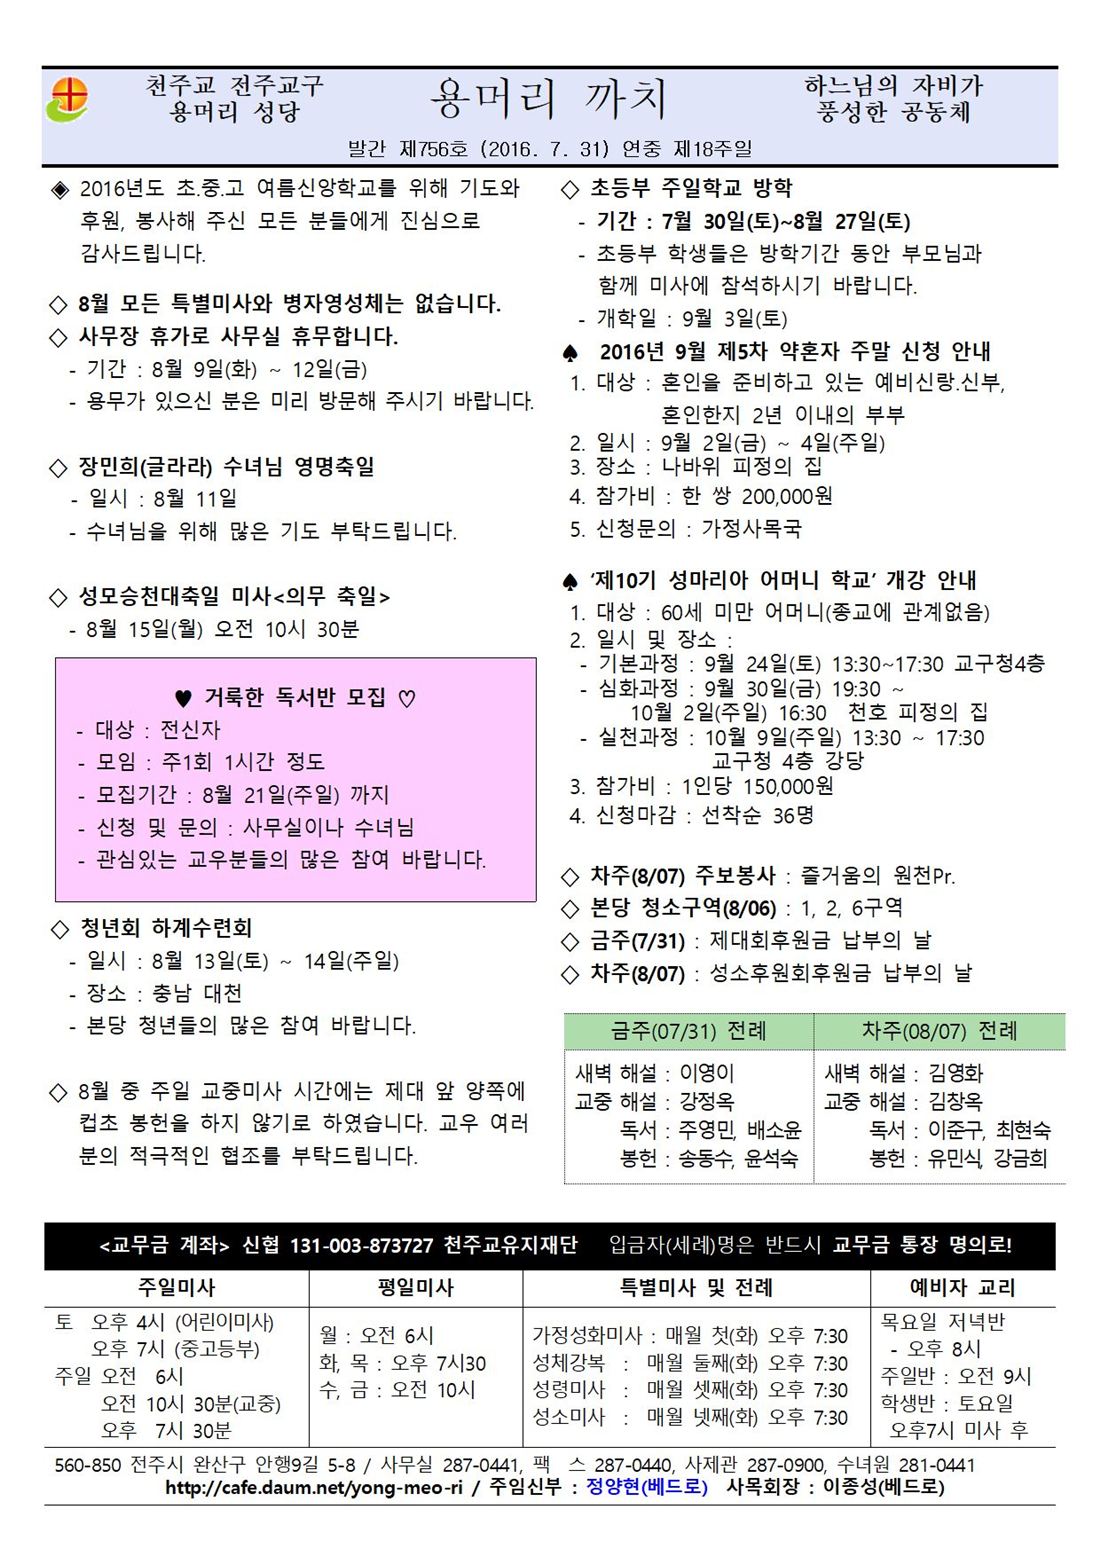 천주교 전주교구
용머리 성당
용머리 까치
하느님의 자비가
풍성한 공동체
발간 제756호 (2016. 7. 31) 연중 제18주일
◈ 2016년도 초.중.고 여름신앙학교를 위해 기도와
후원, 봉사해 주신 모든 분들에게 진심으로
감사드립니다.
◇ 8월 모든 특별미사와 병자영성체는 없습니다.
◇ 사무장 휴가로 사무실 휴무합니다.
- 기간 : 8월 9일(화) ~ 12일(금)
- 용무가 있으신 분은 미리 방문해 주시기 바랍니다.
◇ 장민희(글라라) 수녀님 영명축일
- 일시 : 8월 11일
- 수녀님을 위해 많은 기도 부탁드립니다.
◇ 성모승천대축일 미사<의무 축일>
- 8월 15일(월) 오전 10시 30분
♥ 거룩한 독서반 모집 ♡
- 대상 : 전신자
- 모임 : 주1회 1시간 정도
- 모집기간 : 8월 21일(주일) 까지
- 신청 및 문의 : 사무실이나 수녀님
- 관심있는 교우분들의 많은 참여 바랍니다.
◇ 청년회 하계수련회
- 일시 : 8월 13일(토) ~ 14일(주일)
- 장소 : 충남 대천
- 본당 청년들의 많은 참여 바랍니다.
◇ 8월 중 주일 교중미사 시간에는 제대 앞 양쪽에
컵초 봉헌을 하지 않기로 하였습니다. 교우 여러
분의 적극적인 협조를 부탁드립니다.
◇ 초등부 주일학교 방학
- 기간 : 7월 30일(토)~8월 27일(토)
- 초등부 학생들은 방학기간 동안 부모님과
함께 미사에 참석하시기 바랍니다.
- 개학일 : 9월 3일(토)
♠ 2016년 9월 제5차 약혼자 주말 신청 안내
1. 대상 : 혼인을 준비하고 있는 예비신랑.신부,
혼인한지 2년 이내의 부부
2. 일시 : 9월 2일(금) ~ 4일(주일)
3. 장소 : 나바위 피정의 집
4. 참가비 : 한 쌍 200,000원
5. 신청문의 : 가정사목국
♠ ‘제10기 성마리아 어머니 학교’ 개강 안내
1. 대상 : 60세 미만 어머니(종교에 관계없음)
2. 일시 및 장소 :
- 기본과정 : 9월 24일(토) 13:30~17:30 교구청4층
- 심화과정 : 9월 30일(금) 19:30 ~
10월 2일(주일) 16:30 천호 피정의 집
- 실천과정 : 10월 9일(주일) 13:30 ~ 17:30
교구청 4층 강당
3. 참가비 : 1인당 150,000원
4. 신청마감 : 선착순 36명
◇ 차주(8/07) 주보봉사 : 즐거움의 원천Pr.
◇ 본당 청소구역(8/06) : 1, 2, 6구역
◇ 금주(7/31) : 제대회후원금 납부의 날
◇ 차주(8/07) : 성소후원회후원금 납부의 날
금주(07/31) 전례
새벽 해설 : 이영이
교중 해설 : 강정옥
독서 : 주영민, 배소윤
봉헌 : 송동수, 윤석숙
차주(08/07) 전례
새벽 해설 : 김영화
교중 해설 : 김창옥
독서 : 이준구, 최현숙
봉헌 : 유민식, 강금희
<교무금 계좌> 신협 131-003-873727 천주교유지재단 입금자(세례)명은 반드시 교무금 통장 명의로!
주일미사
토 오후 4시 (어린이미사)
오후 7시 (중고등부)
주일 오전 6시
오전 10시 30분(교중)
오후 7시 30분
평일미사
월 : 오전 6시
화, 목 : 오후 7시30
수, 금 : 오전 10시
특별미사 및 전례
가정성화미사 : 매월 첫(화) 오후 7:30
성체강복 : 매월 둘째(화) 오후 7:30
성령미사 : 매월 셋째(화) 오후 7:30
성소미사 : 매월 넷째(화) 오후 7:30
예비자 교리
목요일 저녁반
- 오후 8시
주일반 : 오전 9시
학생반 : 토요일
오후7시 미사 후
560-850 전주시 완산구 안행9길 5-8 / 사무실 287-0441, 팩 스 287-0440, 사제관 287-0900, 수녀원 281-0441
http://cafe.daum.net/yong-meo-ri / 주임신부 : 정양현(베드로) 사목회장 : 이종성(베드로)